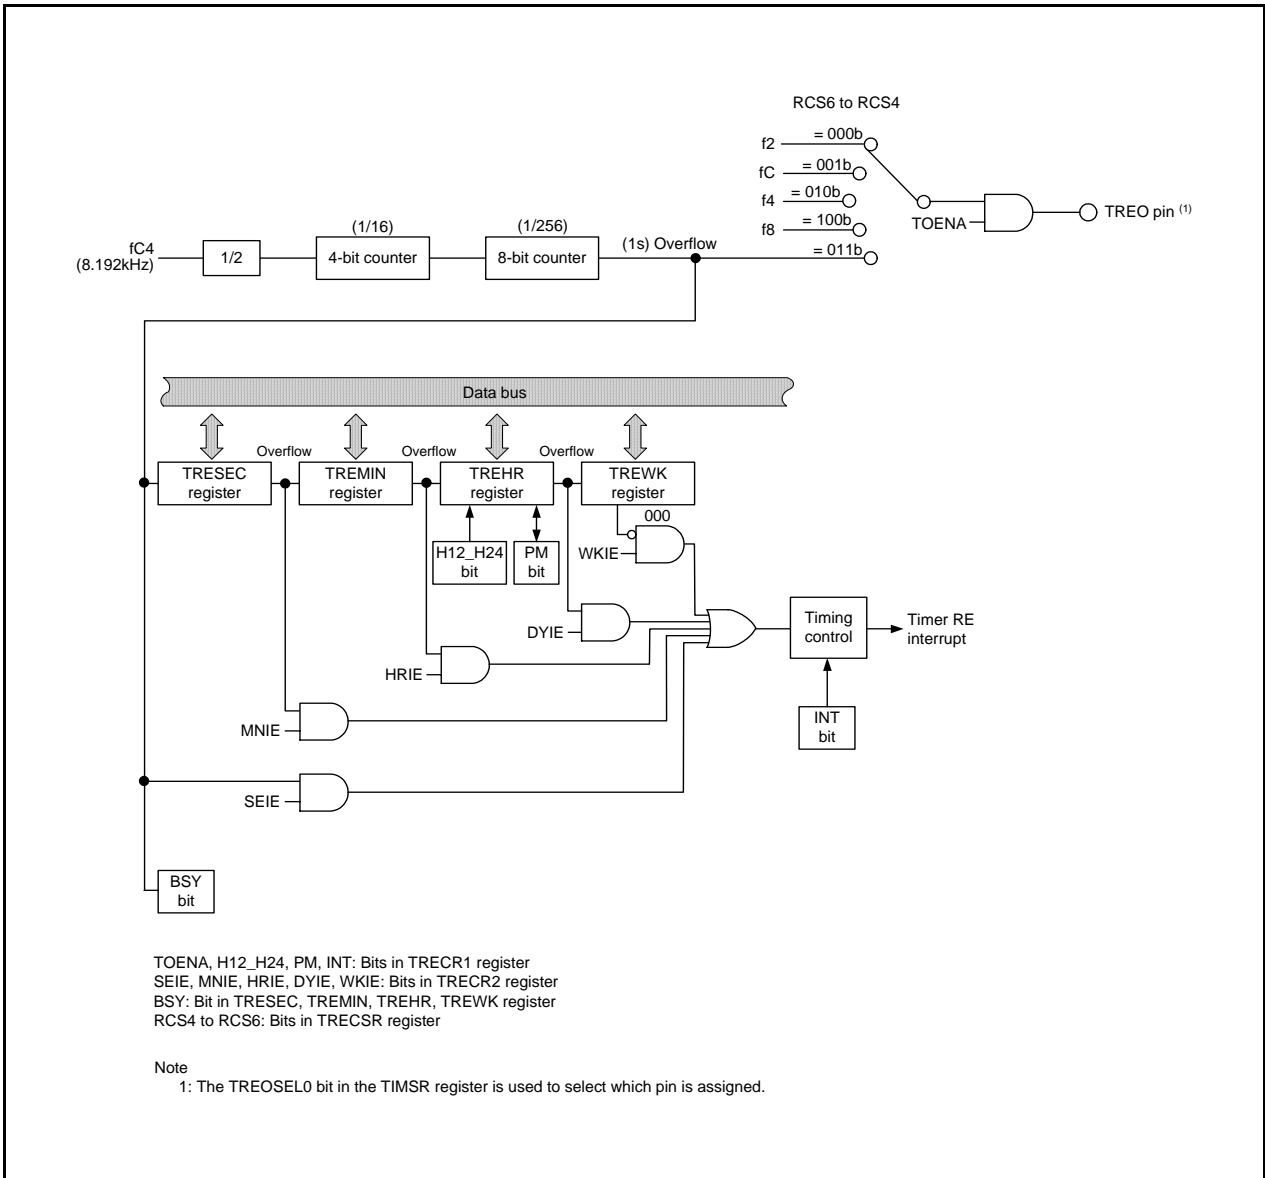 RCS6 to RCS4
f2 = 000b
fC = 001b
f4 = 010b
f8 = 100b
= 011b
TOENA
TREO pin (1)
fC4
(8.192kHz)
1/2
(1/16)
4-bit counter
(1/256)
8-bit counter
(1s) Overflow
Data bus
Overflow
Overflow
Overflow
TRESEC
register
TREMIN
register
TREHR
register
TREWK
register
000
H12_H24
bit
PM
bit
WKIE
DYIE
HRIE
MNIE
SEIE
Timing
control
Timer RE
interrupt
INT
bit
BSY
bit
TOENA, H12_H24, PM, INT: Bits in TRECR1 register
SEIE, MNIE, HRIE, DYIE, WKIE: Bits in TRECR2 register
BSY: Bit in TRESEC, TREMIN, TREHR, TREWK register
RCS4 to RCS6: Bits in TRECSR register
Note
1: The TREOSEL0 bit in the TIMSR register is used to select which pin is assigned.